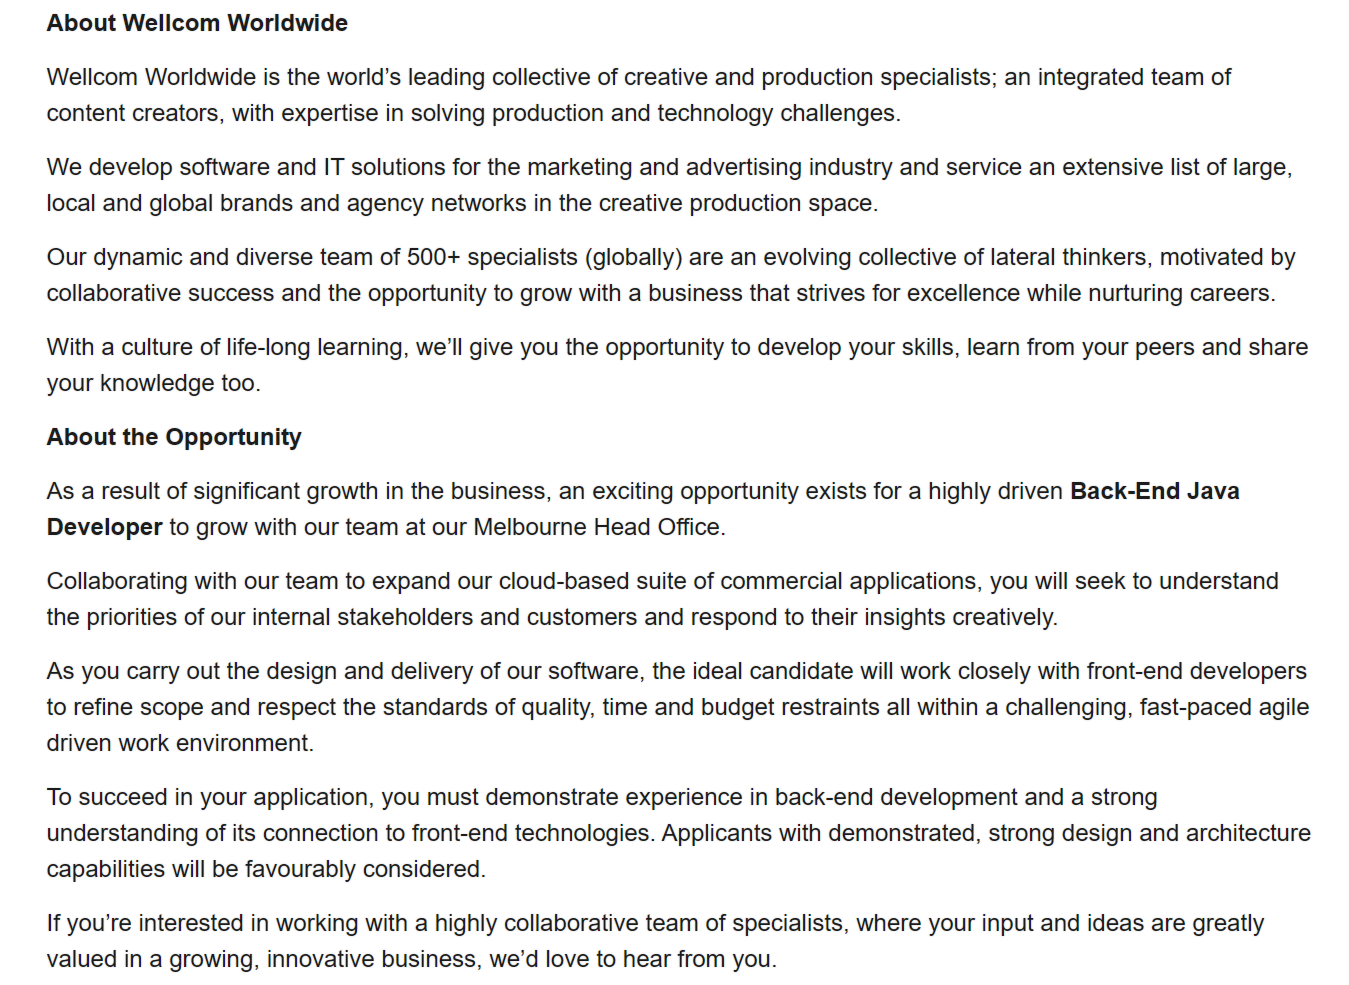 About Wellcom Worldwide
Wellcom Worldwide is the world’s leading collective of creative and production specialists; an integrated team of
content creators, with expertise in solving production and technology challenges.
We develop software and IT solutions for the marketing and advertising industry and service an extensive list of large,
local and global brands and agency networks in the creative production space.
Our dynamic and diverse team of 500+ specialists (globally) are an evolving collective of lateral thinkers, motivated by
collaborative success and the opportunity to grow with a business that strives for excellence while nurturing careers.
With a culture of life-long learning, we’ll give you the opportunity to develop your skills, learn from your peers and share
your knowledge too.
About the Opportunity
As a result of significant growth in the business, an exciting opportunity exists for a highly driven Back-End Java
Developer to grow with our team at our Melbourne Head Office.
Collaborating with our team to expand our cloud-based suite of commercial applications, you will seek to understand
the priorities of our internal stakeholders and customers and respond to their insights creatively.
As you carry out the design and delivery of our software, the ideal candidate will work closely with front-end developers
to refine scope and respect the standards of quality, time and budget restraints all within a challenging, fast-paced agile
driven work environment.
To succeed in your application, you must demonstrate experience in back-end development and a strong
understanding of its connection to front-end technologies. Applicants with demonstrated, strong design and architecture
capabilities will be favourably considered.
If you’re interested in working with a highly collaborative team of specialists, where your input and ideas are greatly
valued in a growing, innovative business, we’d love to hear from you.